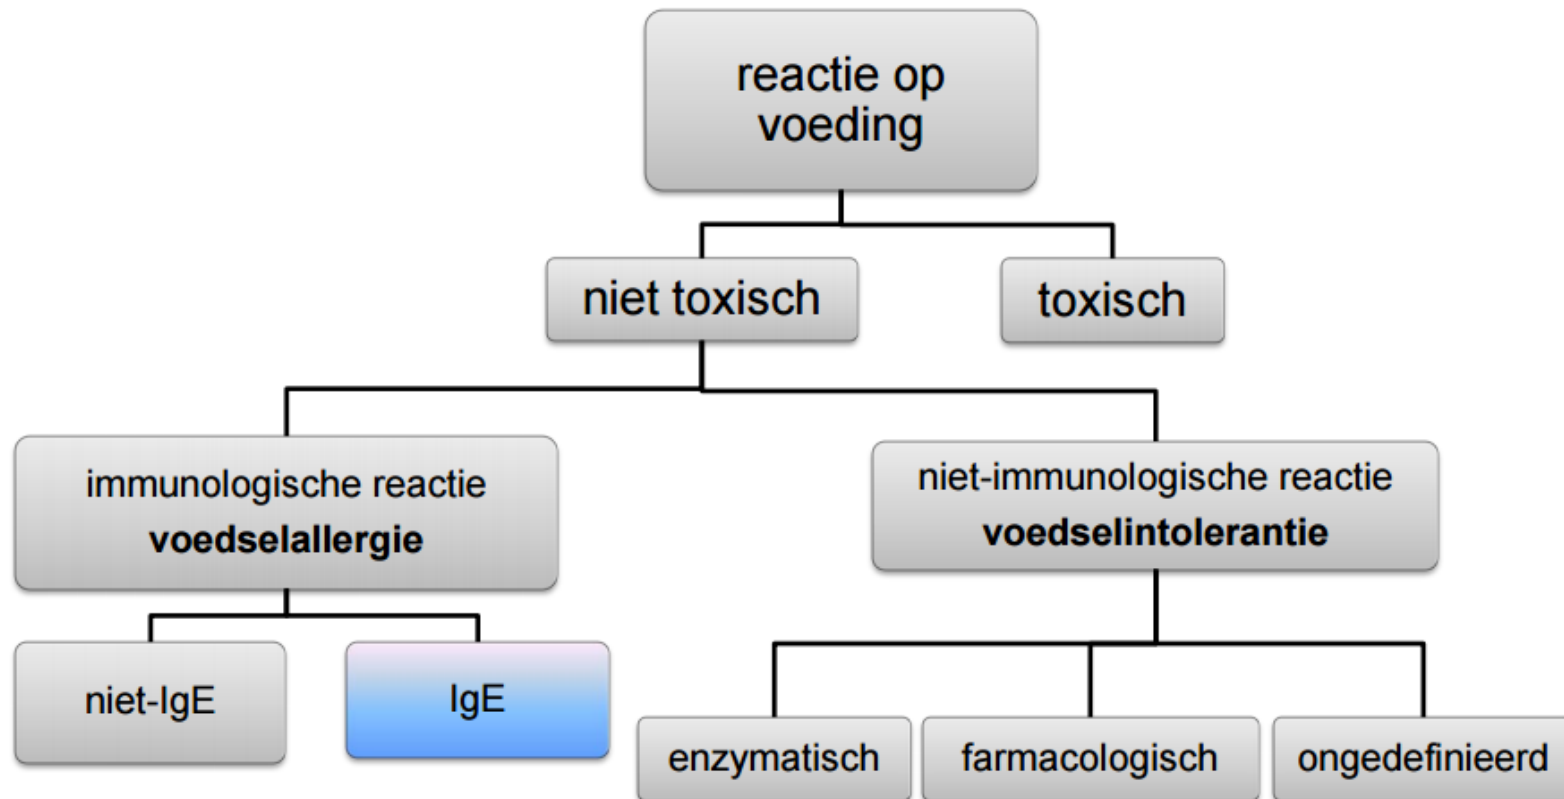 reactie op
voeding
niet toxisch
toxisch
immunologische reactie
voedselallergie
niet-immunologische reactie
voedselintolerantie
niet-IgE
IgE
enzymatisch
farmacologisch
ongedefinieerd